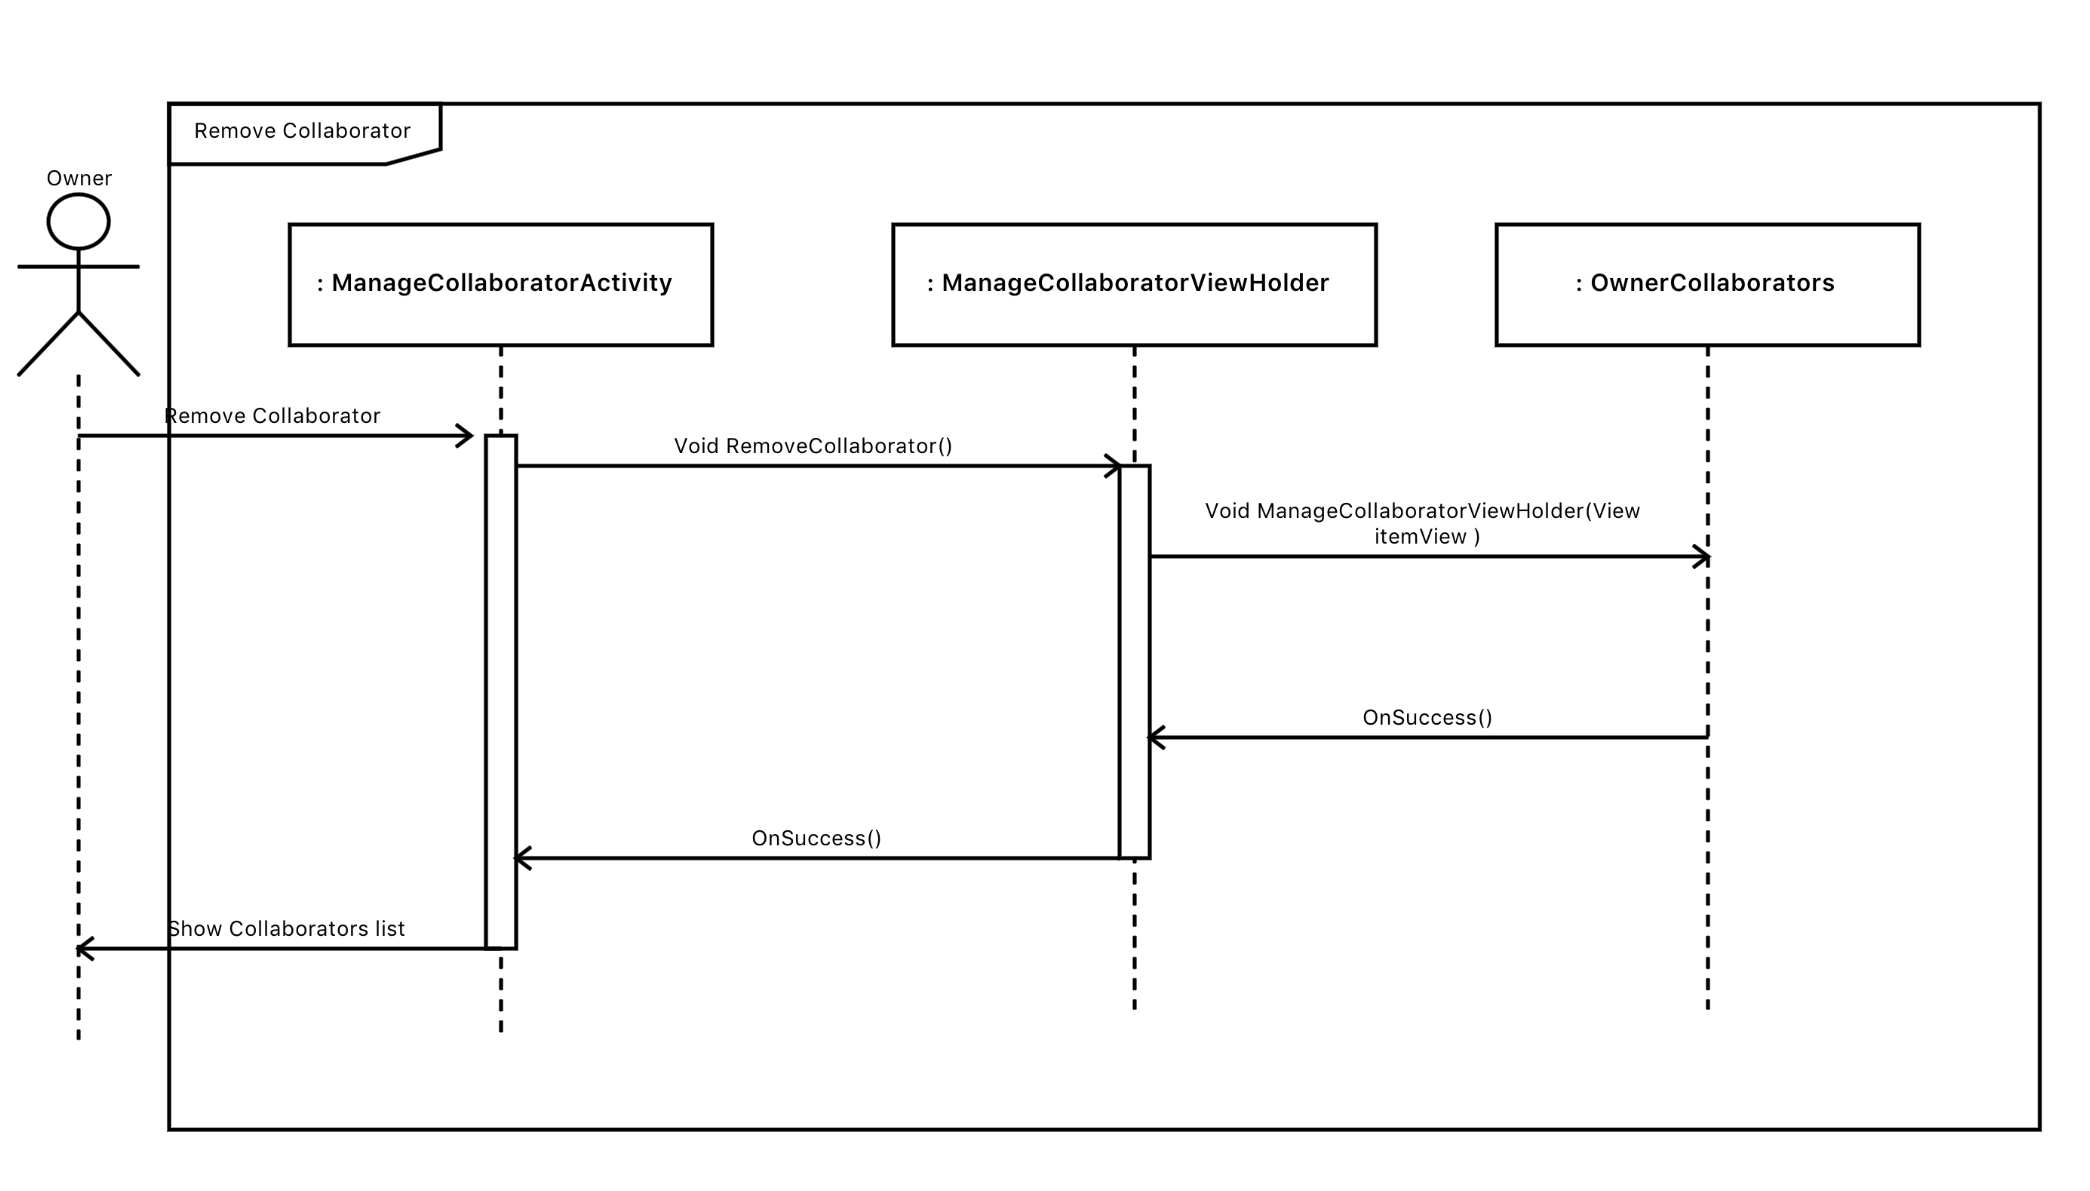 Remove Collaborator
Owner
: ManageCollaboratorActivity
: ManageCollaboratorViewHolder
: OwnerCollaborators
Remove Collaborator
Void RemoveCollaborator()
Void ManageCollaboratorViewHolder(View
itemView )
OnSuccess()
OnSuccess()
Show Collaborators list